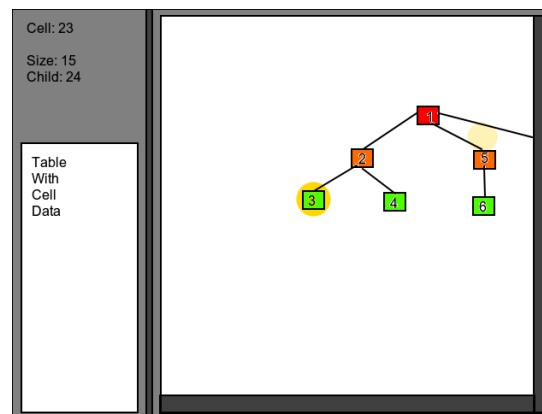 Cell: 23
Size: 15
Child: 24
Table
With
Cell
Data
1
2
5
3
4
6